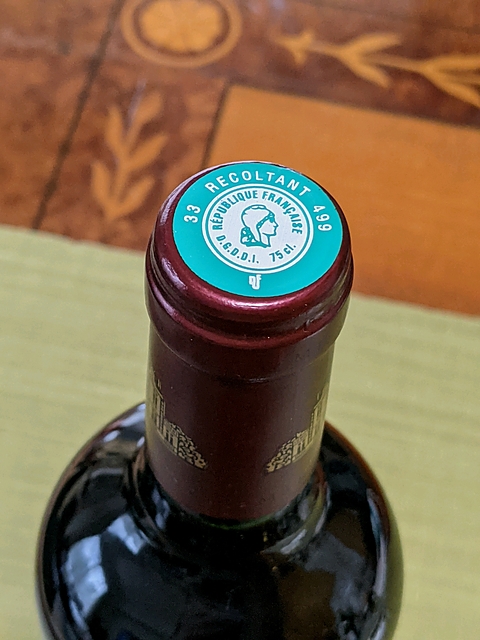 33 RECOLTANT 499
RÉPUBLIQUE FRANÇAISE
D.G.D.D.I. 75 cl.